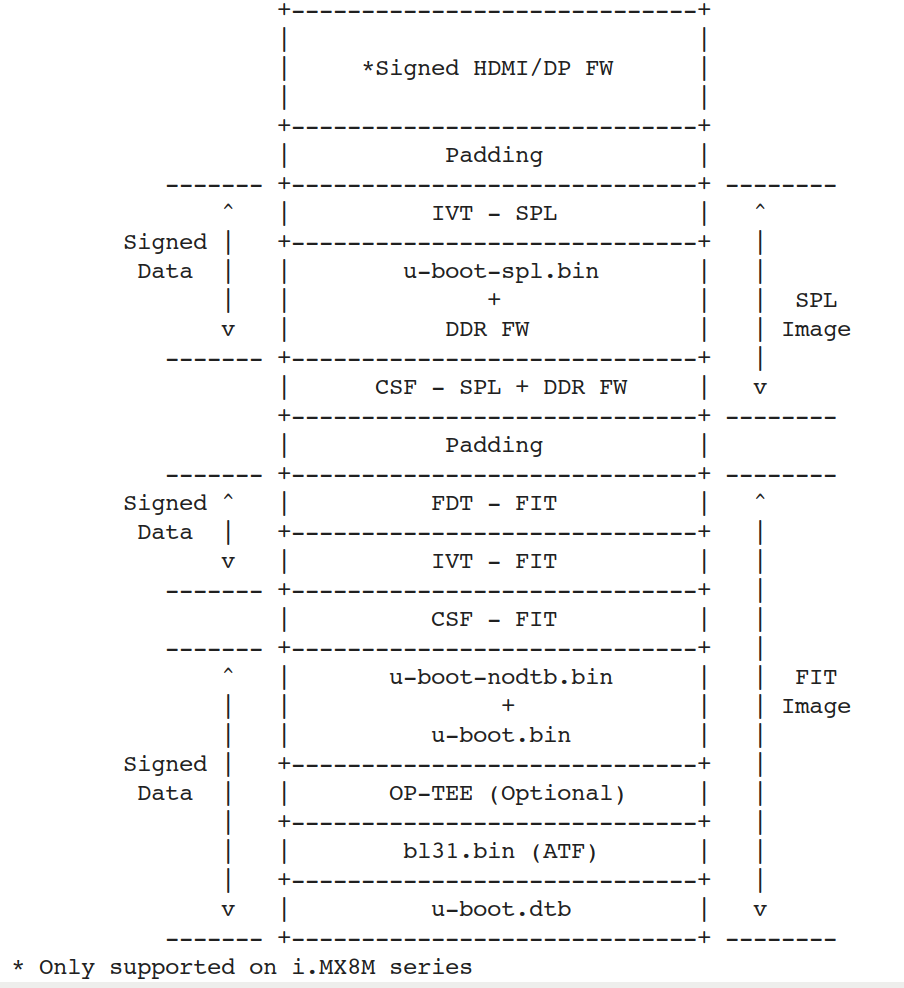 +-----------------------------+
|                             |
|     *Signed HDMI/DP FW      |
|                             |
+-----------------------------+
|           Padding           |
------- +-----------------------------+ --------
^   |          IVT - SPL          |   ^
Signed |   +-----------------------------+   |
Data  |   |        u-boot-spl.bin       |   |
|   |              +              |   |  SPL
v   |           DDR FW            |   | Image
------- +-----------------------------+   |
|      CSF - SPL + DDR FW     |   v
+-----------------------------+ --------
|           Padding           |
------- +-----------------------------+ --------
Signed ^   |          FDT - FIT          |   ^
Data  |   +-----------------------------+   |
v   |          IVT - FIT          |   |
------- +-----------------------------+   |
|          CSF - FIT          |   |
------- +-----------------------------+   |
^   |       u-boot-nodtb.bin      |   |  FIT
|   |               +             |   | Image
|   |          u-boot.bin         |   |
Signed |   +-----------------------------+   |
Data  |   |       OP-TEE (Optional)     |   |
|   +-----------------------------+   |
|   |        bl31.bin (ATF)       |   |
|   +-----------------------------+   |
v   |          u-boot.dtb         |   v
------- +-----------------------------+ --------
* Only supported on i.MX8M series